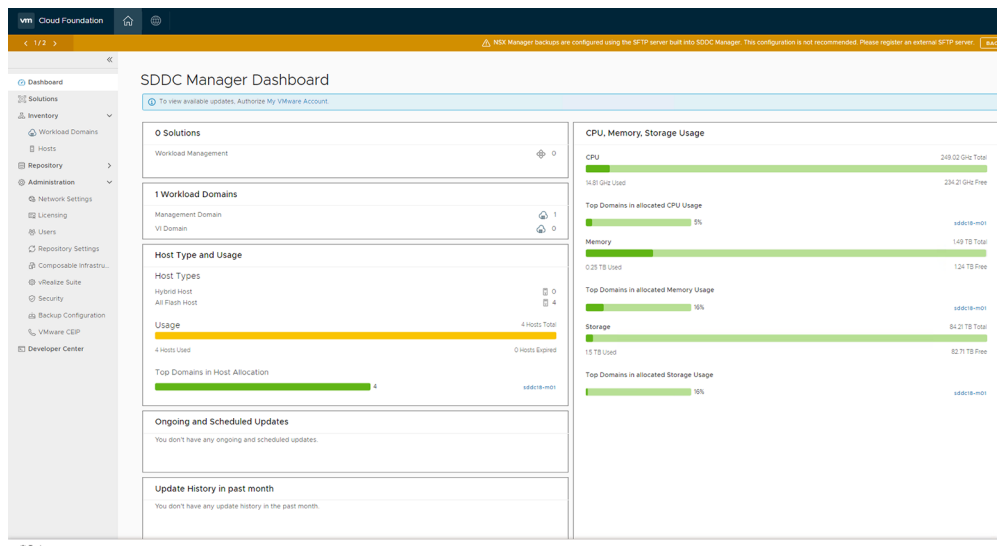 vm Cloud Foundation
1/2
NSX Manager backups are configured using the SFTP server built into SDDC Manager. This configuration is not recommended. Please register an external SFTP server.
Dashboard
Solutions
Inventory
Workload Domains
Hosts
Repository
Administration
Network Settings
Licensing
Users
Repository Settings
Composable Infrastru...
vRealize Suite
Security
Backup Configuration
VMware CEIP
Developer Center
SDDC Manager Dashboard
To view available updates, Authorize My VMware Account.
0 Solutions
Workload Management 0
1 Workload Domains
Management Domain 1
VI Domain 0
Host Type and Usage
Host Types
Hybrid Host 0
All Flash Host 4
Usage 4 Hosts Total
4 Hosts Used 0 Hosts Expired
Top Domains in Host Allocation
4 sddc18-m01
Ongoing and Scheduled Updates
You don't have any ongoing and scheduled updates.
Update History in past month
You don't have any update history in the past month.
CPU, Memory, Storage Usage
CPU 249.02 GHz Total
14.81 GHz Used 234.21 GHz Free
Top Domains in allocated CPU Usage
5% sddc18-m01
Memory 1.49 TB Total
0.25 TB Used 1.24 TB Free
Top Domains in allocated Memory Usage
16% sddc18-m01
Storage 84.21 TB Total
1.5 TB Used 82.71 TB Free
Top Domains in allocated Storage Usage
16% sddc18-m01